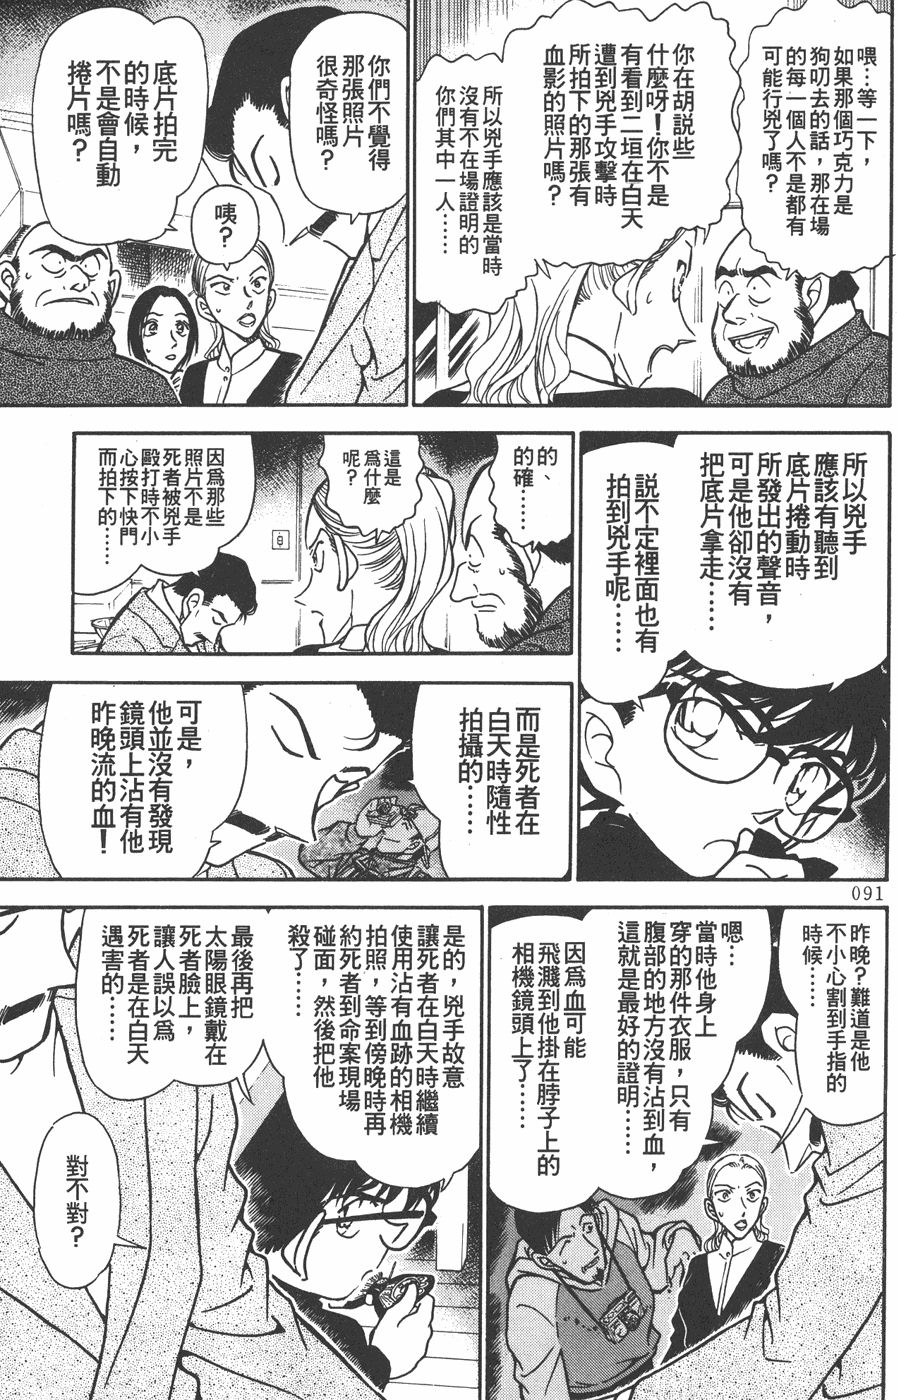 喂…等一下，
如果那個巧克力是
狗叼去的話，那在場
的每一個人不是都有
可能行兇了嗎？
你在胡說些
什麼呀！你不是
有看到二垣在白天
遭到兇手攻擊時
所拍下的那張有
血影的照片嗎？
所以兇手應該是當時
沒有不在場證明的
你們其中一人……
你們不覺得
那張照片
很奇怪嗎？
咦？
底片拍完
的時候，
不是會自動
捲片嗎？
所以兇手
應該有聽到
底片捲動時
所發出的聲音，
可是他卻沒有
把底片拿走……
說不定裡面也有
拍到兇手呢……
的、
的確…
這是
為什麼
呢？
因為那些
照片不是
死者被兇手
毆打時不小
心按下快門
而拍下的……
而是死者在
白天時隨性
拍攝的……
可是，
他並沒有發現
鏡頭上沾有他
昨晚流的血！
091
昨晚？難道是他
不小心割到手指的
時候……
嗯…
當時他身上
穿的那件衣服，只有
腹部的地方沒有沾到血，
這就是最好的證明……
因為血可能
飛濺到他掛在脖子上的
相機鏡頭上了……
是的，兇手故意
讓死者在白天時繼續
使用沾有血跡的相機
拍照，等到傍晚時再
約死者到命案現場
碰面，然後把他
殺了……
最後再把
太陽眼鏡戴在
死者臉上，
讓人誤以為
死者是在白天
遇害的…
對不對？